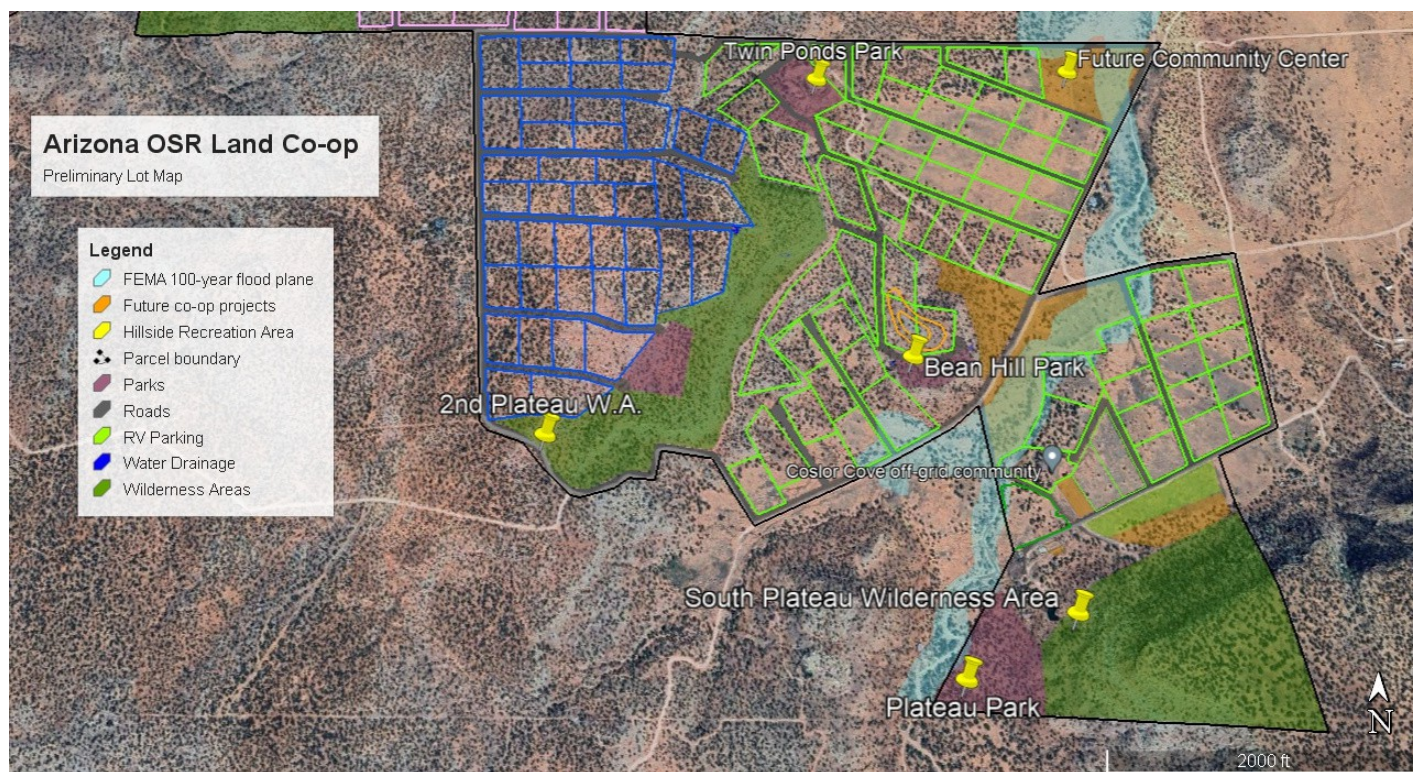 Arizona OSR Land Co-op
Preliminary Lot Map
Legend
FEMA 100-year flood plane
Future co-op projects
Hillside Recreation Area
Parcel boundary
Parks
Roads
RV Parking
Water Drainage
Wilderness Areas
Twin Ponds Park
Future Community Center
Bean Hill Park
2nd Plateau W.A.
Coslor Cove off-grid community
South Plateau Wilderness Area
Plateau Park
N
2000 ft